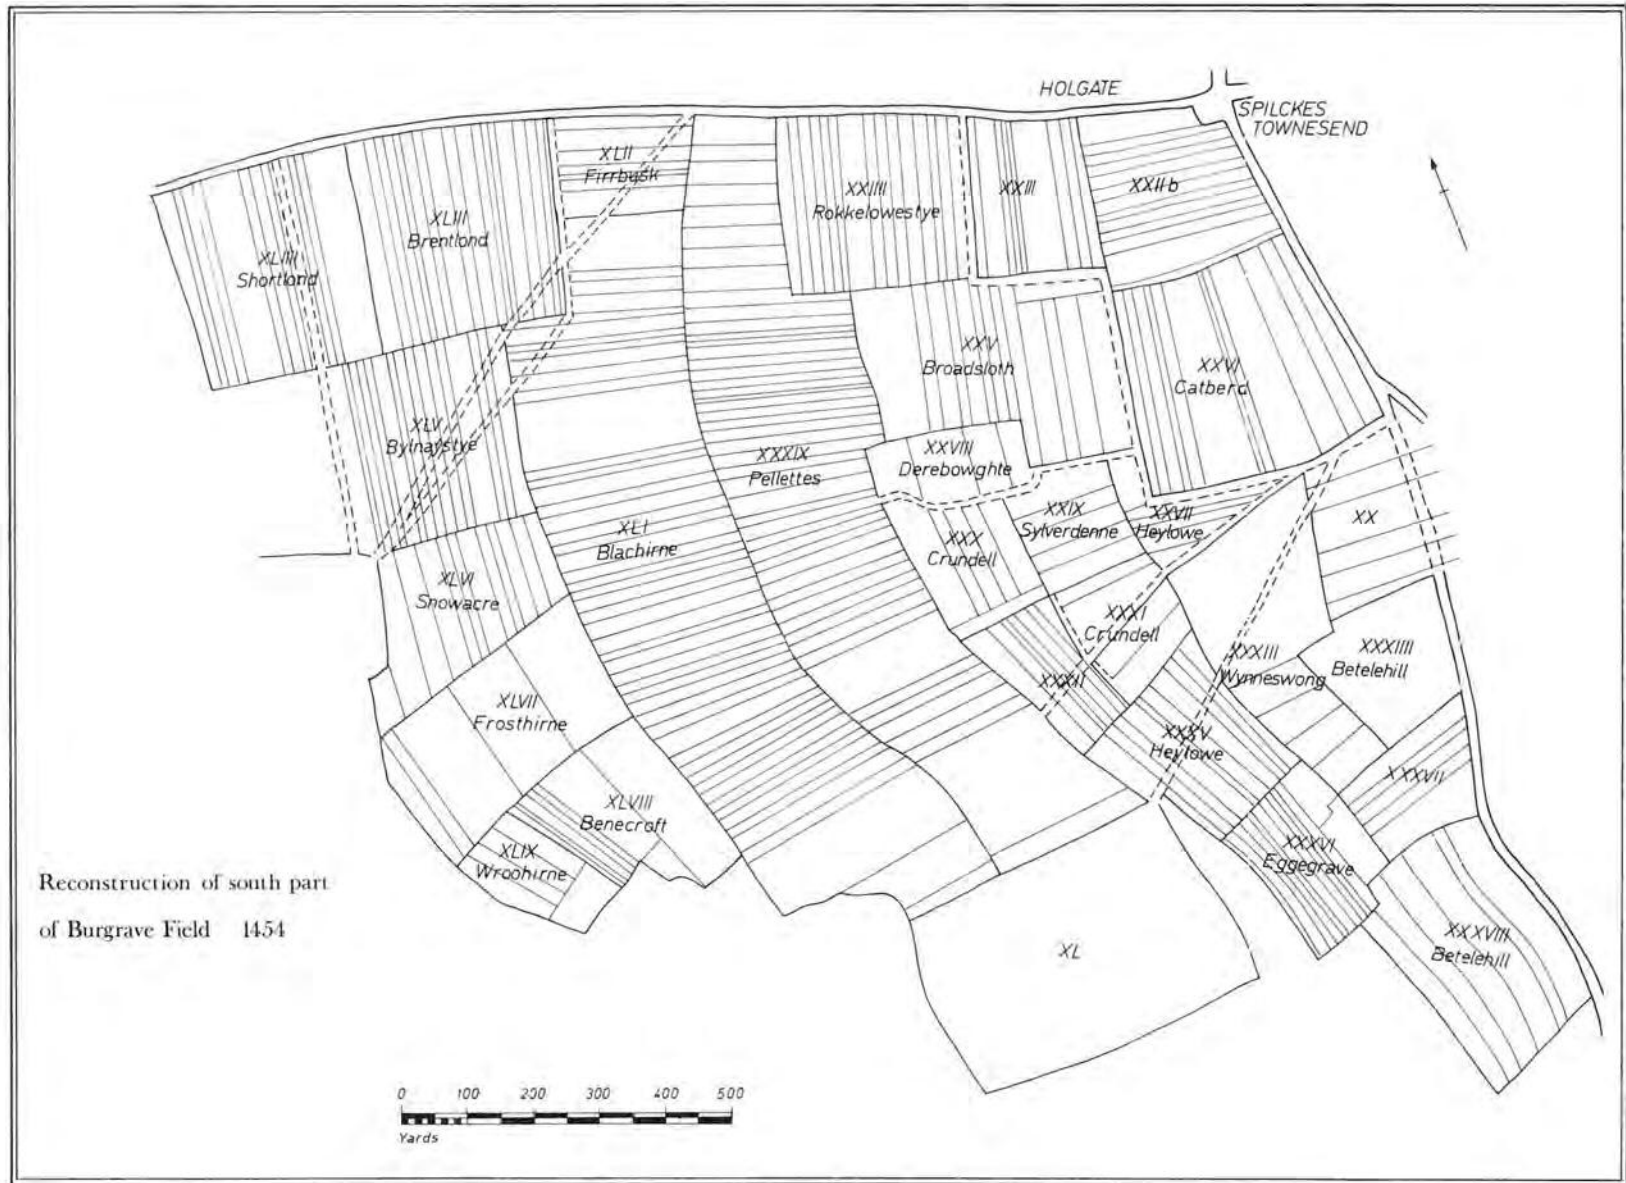 HOLGATE
SPILCKES
TOWNESEND
XLII
Firrbusk
XXIIII
Rokkelowestye
XXIII
XXII·b
XLIII
Brentlond
XLIIII
Shortlond
XXV
Broadsloth
XXVI
Catberd
XLV
Bylnaystye
XXXIX
Pellettes
XXVIII
Derebowghte
XXIX
Sylverdenne
XXVII
Heylowe
XX
XLI
Blachirne
XXX
Crundell
XLVI
Snowacre
XXXI
Crundell
XXXII
XXXIII
Wynneswong
XXXIIII
Betelehill
XLVII
Frosthirne
XXXV
Heylowe
XXXVII
XLVIII
Benecroft
XLIX
Wroohirne
XXXVI
Eggegrave
XXXVIII
Betelehill
XL
Reconstruction of south part
of Burgrave Field 1454
0 100 200 300 400 500
Yards